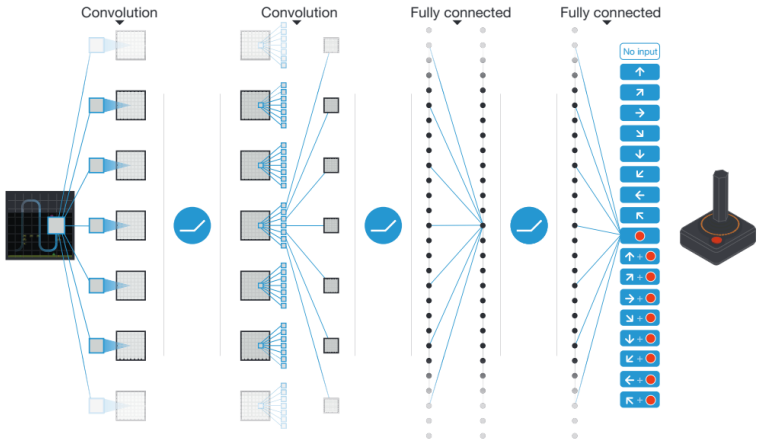 Convolution
Convolution
Fully connected
Fully connected
No input
+
+
+
+
+
+
+
+